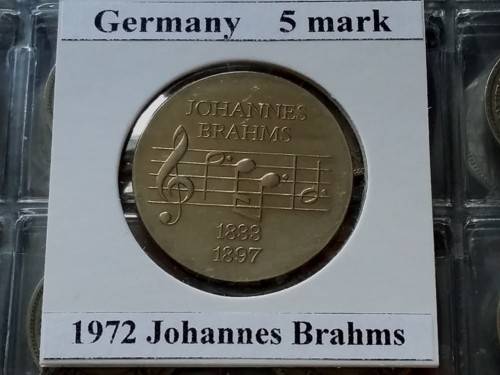 Germany 5 mark
JOHANNES
BRAHMS
1833
1897
1972 Johannes Brahms